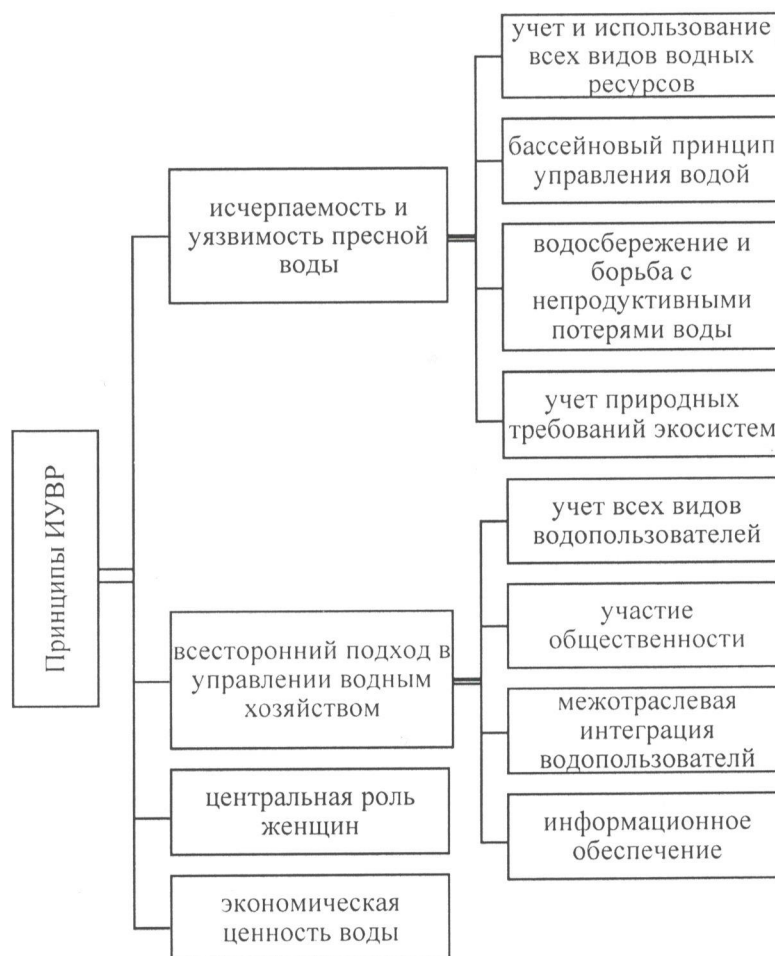 Принципы ИУВР
исчерпаемость и
уязвимость пресной
воды
учет и использование
всех видов водных
ресурсов
бассейновый принцип
управления водой
водосбережение и
борьба с
непродуктивными
потерями воды
учет природных
требований экосистем
всесторонний подход в
управлении водным
хозяйством
учет всех видов
водопользователей
участие
общественности
межотраслевая
интеграция
водопользователй
информационное
обеспечение
центральная роль
женщин
экономическая
ценность воды